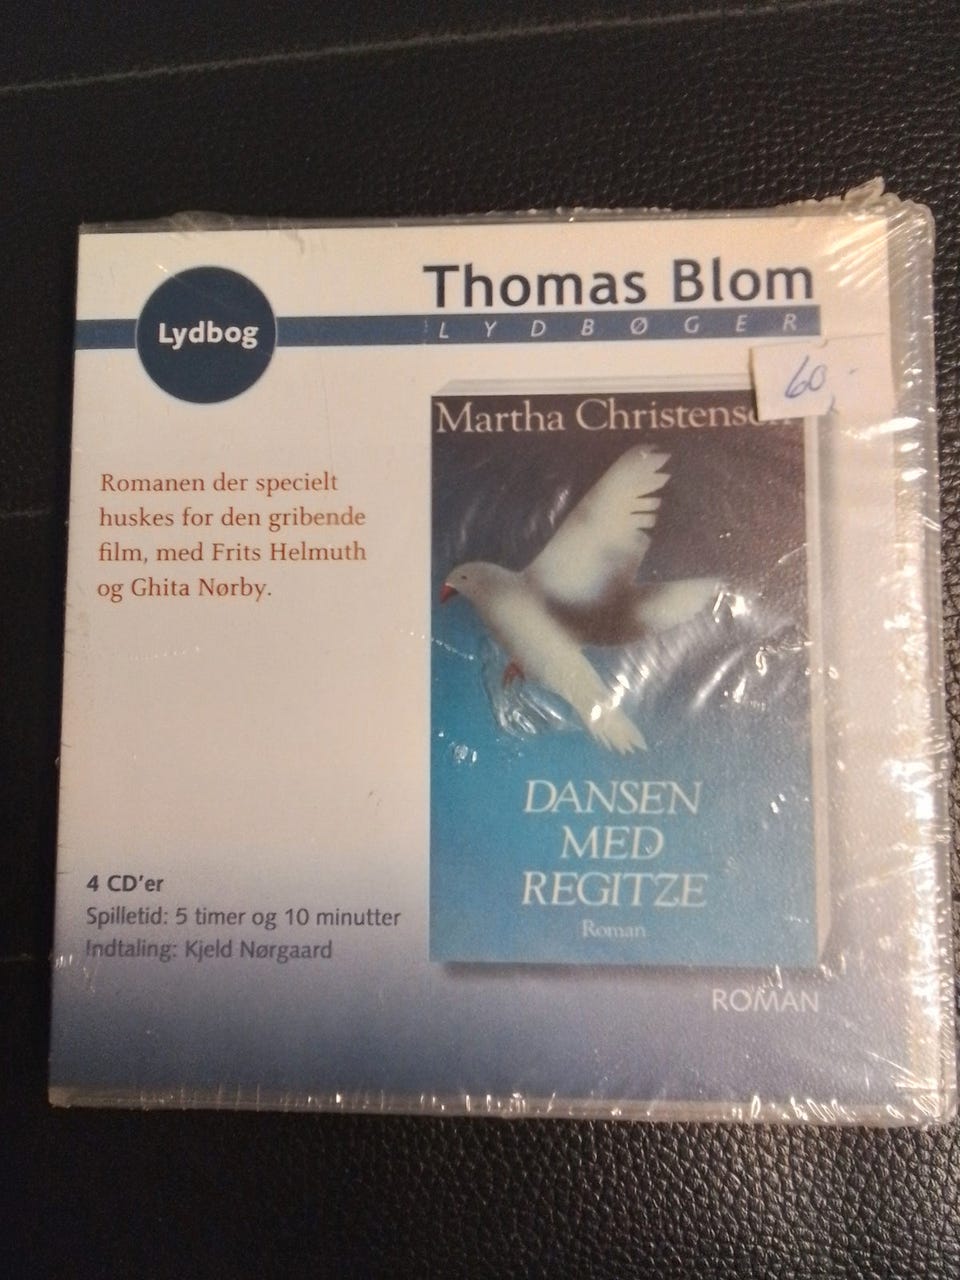 Thomas Blom
LYDBØGER
Lydbog
60,-
Martha Christensen
Romanen der specielt
huskes for den gribende
film, med Frits Helmuth
og Ghita Nørby.
DANSEN
MED
REGITZE
Roman
4 CD'er
Spilletid: 5 timer og 10 minutter
Indtaling: Kjeld Nørgaard
ROMAN